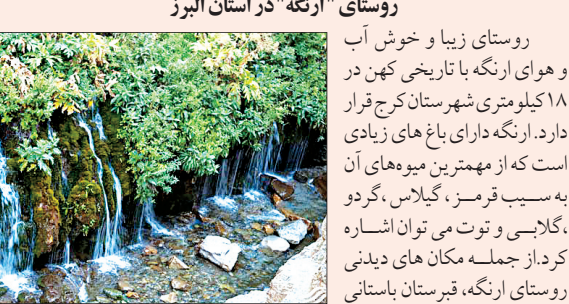 روستای "ارنگه" در استان البرز
روستای زیبا و خوش آب
و هوای ارنگه با تاریخی کهن در
۱۸کیلومتری شهرستان کرج قرار
دارد. ارنگه دارای باغ های زیادی
است که از مهمترین میوه‌های آن
به سیب قرمز ، گیلاس ،گردو
،گلابی و توت می توان اشاره
کرد.از جمله مکان های دیدنی
روستای ارنگه، قبرستان باستانی